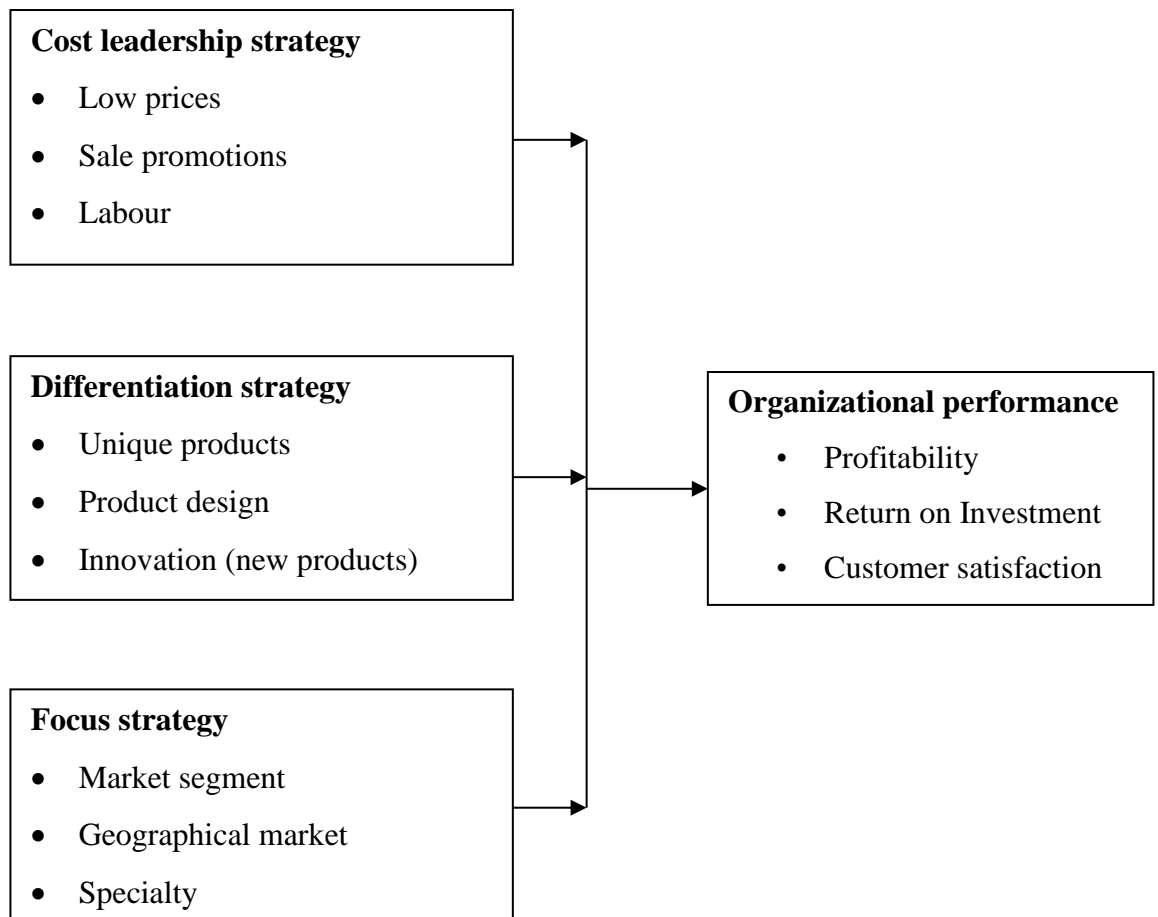 Cost leadership strategy
• Low prices
• Sale promotions
• Labour
Differentiation strategy
• Unique products
• Product design
• Innovation (new products)
Organizational performance
• Profitability
• Return on Investment
• Customer satisfaction
Focus strategy
• Market segment
• Geographical market
• Specialty